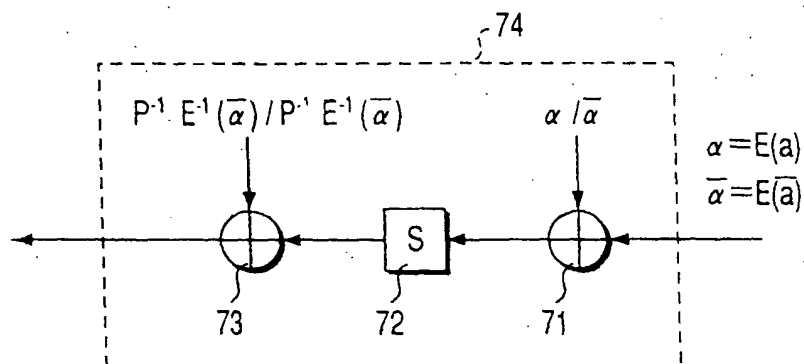 74
P⁻¹ E⁻¹(α̅) / P⁻¹ E⁻¹(α̅)
α / α̅
α = E(a)
α̅ = E(a̅)
S
73
72
71